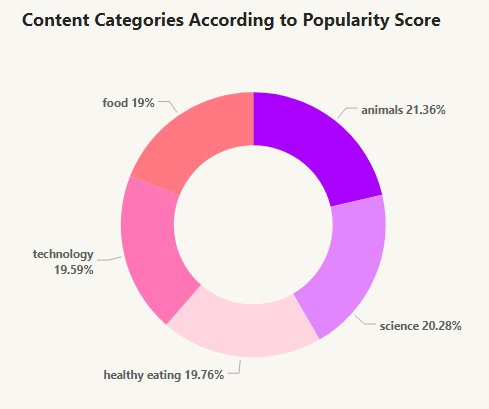 Content Categories According to Popularity Score
food 19%
animals 21.36%
technology
19.59%
science 20.28%
healthy eating 19.76%